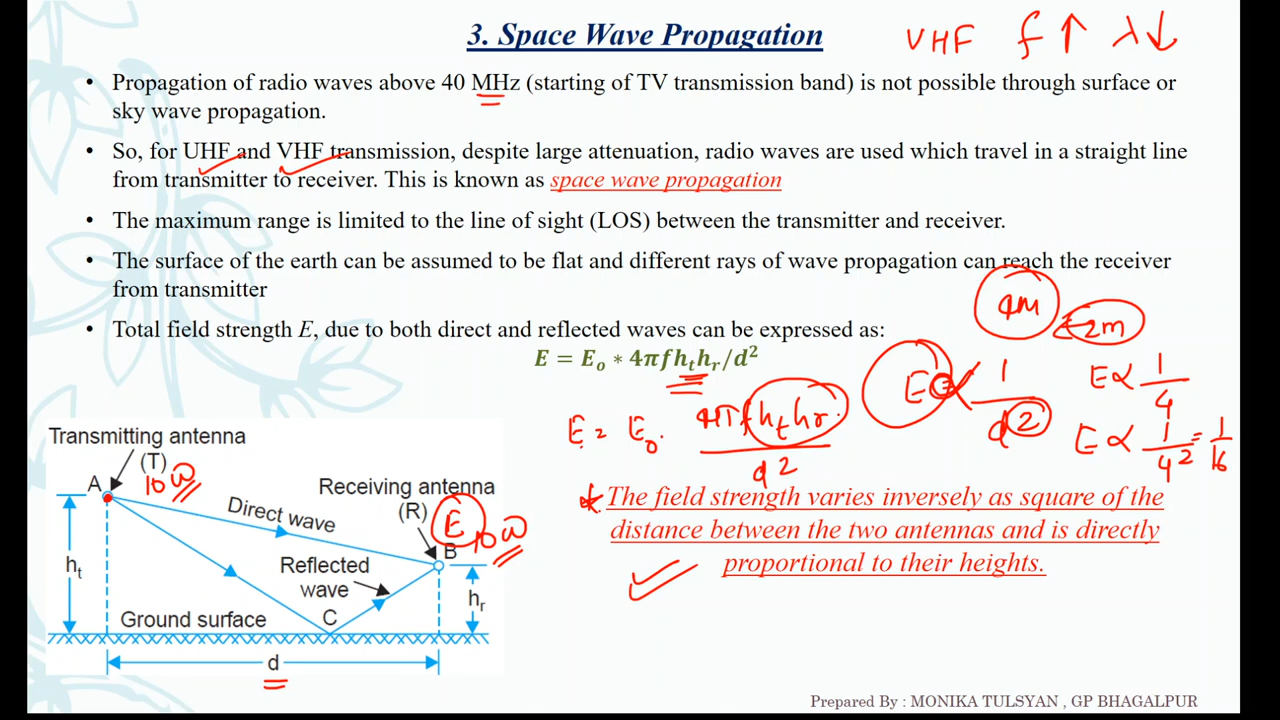 3. Space Wave Propagation
VHF f↑ λ↓
• Propagation of radio waves above 40 MHz (starting of TV transmission band) is not possible through surface or
sky wave propagation.
• So, for UHF and VHF transmission, despite large attenuation, radio waves are used which travel in a straight line
from transmitter to receiver. This is known as space wave propagation
• The maximum range is limited to the line of sight (LOS) between the transmitter and receiver.
• The surface of the earth can be assumed to be flat and different rays of wave propagation can reach the receiver
from transmitter
• Total field strength E, due to both direct and reflected waves can be expressed as:
E = Eₒ * 4πfhₜhᵣ/d²
4m
2m
E ∝ 1/d²
E ∝ 1/4
E ∝ 1/4² = 1/16
E = E₀. 4πf hₜ hᵣ. / d²
The field strength varies inversely as square of the
distance between the two antennas and is directly
proportional to their heights.
Transmitting antenna
(T)
10W
A
Receiving antenna
(R)
E
10W
B
Direct wave
Reflected
wave
hₜ
hᵣ
Ground surface
C
d
Prepared By : MONIKA TULSYAN , GP BHAGALPUR